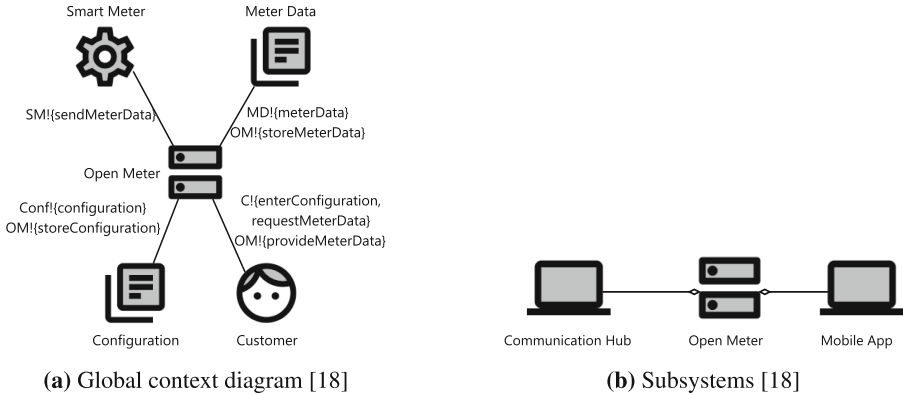 Smart Meter
Meter Data
SM!{sendMeterData}
MD!{meterData}
OM!{storeMeterData}
Open Meter
Conf!{configuration}
OM!{storeConfiguration}
C!{enterConfiguration,
requestMeterData}
OM!{provideMeterData}
Configuration
Customer
(a) Global context diagram [18]
Communication Hub
Open Meter
Mobile App
(b) Subsystems [18]